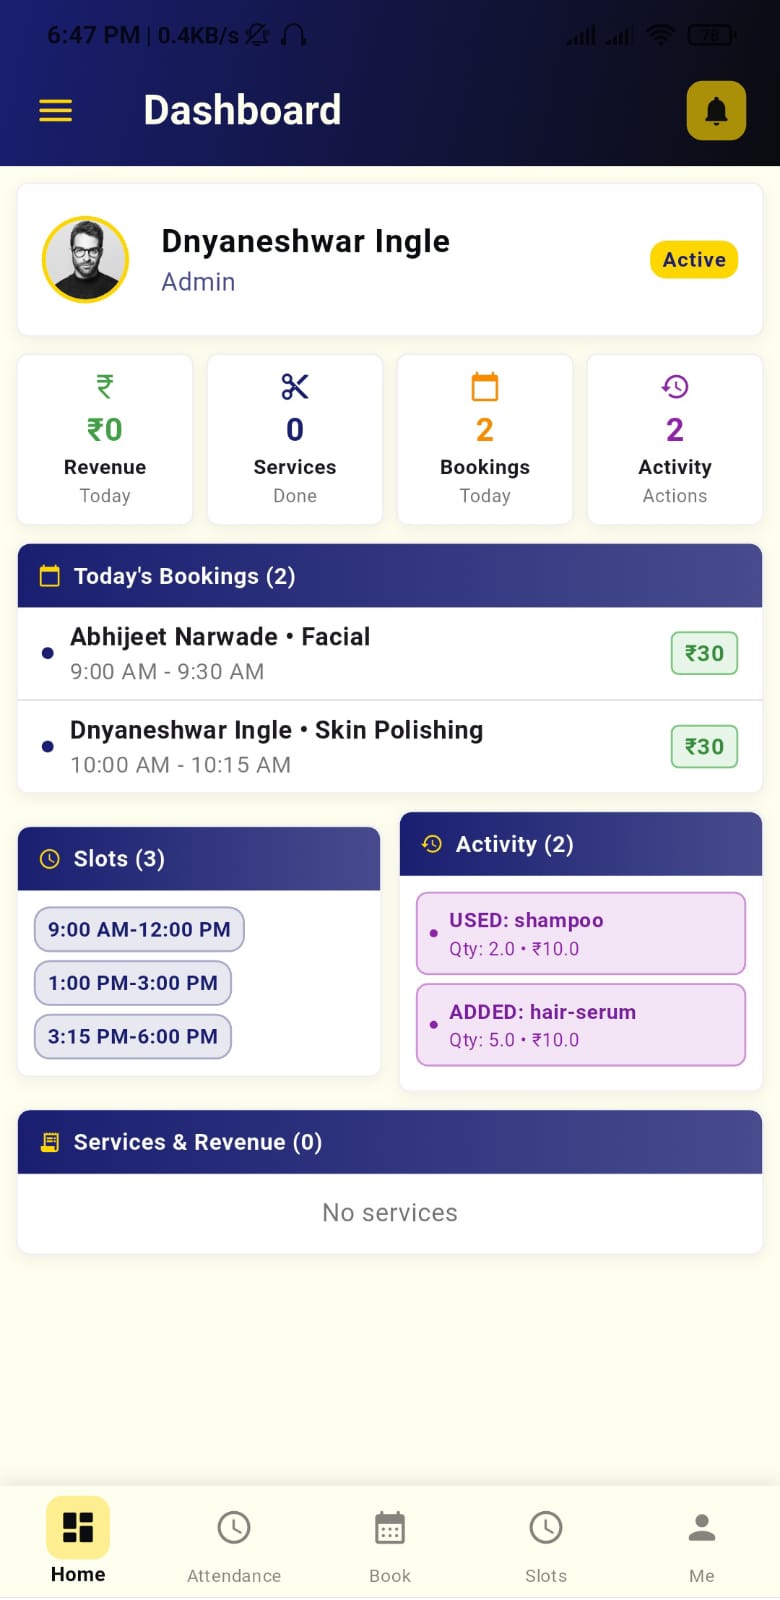 6:47 PM | 0.4KB/s
78
Dashboard
Dnyaneshwar Ingle
Admin
Active
₹0
Revenue
Today
0
Services
Done
2
Bookings
Today
2
Activity
Actions
Today's Bookings (2)
Abhijeet Narwade • Facial
9:00 AM - 9:30 AM
₹30
Dnyaneshwar Ingle • Skin Polishing
10:00 AM - 10:15 AM
₹30
Slots (3)
9:00 AM-12:00 PM
1:00 PM-3:00 PM
3:15 PM-6:00 PM
Activity (2)
USED: shampoo
Qty: 2.0 • ₹10.0
ADDED: hair-serum
Qty: 5.0 • ₹10.0
Services & Revenue (0)
No services
Home
Attendance
Book
Slots
Me